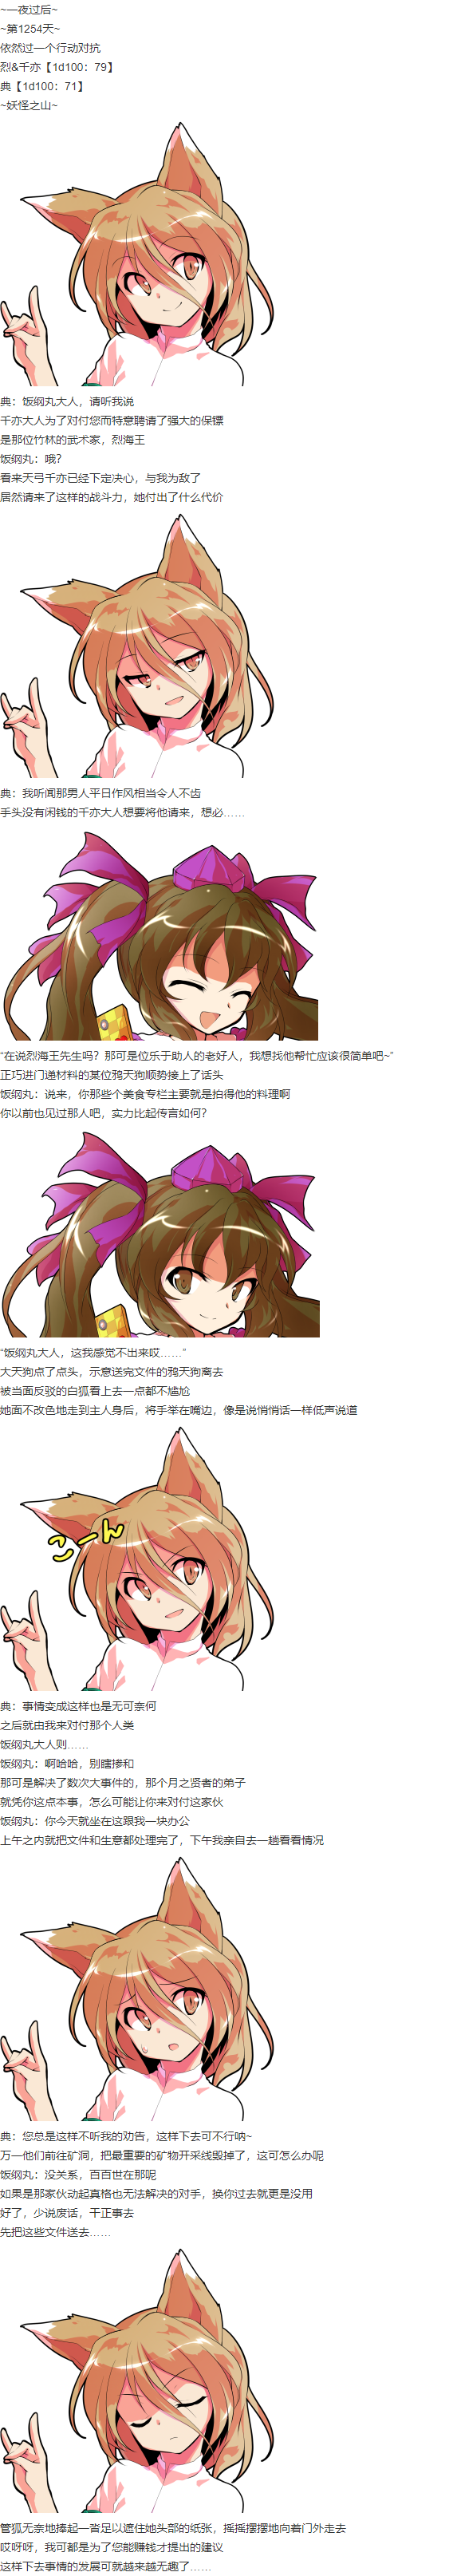 ~一夜过后~
~第1254天~
依然过一个行动对抗
烈&千亦【1d100：79】
典【1d100：71】
~妖怪之山~
典：饭纲丸大人，请听我说
千亦大人为了对付您而特意聘请了强大的保镖
是那位竹林的武术家，烈海王
饭纲丸：哦？
看来天弓千亦已经下定决心，与我为敌了
居然请来了这样的战斗力，她付出了什么代价
典：我听闻那男人平日作风相当令人不齿
手头没有闲钱的千亦大人想要将他请来，想必……
“在说烈海王先生吗？那可是位乐于助人的老好人，我想找他帮忙应该很简单吧~”
正巧进门递材料的某位鸦天狗顺势接上了话头
饭纲丸：说来，你那些个美食专栏主要就是拍得他的料理啊
你以前也见过那人吧，实力比起传言如何？
“饭纲丸大人，这我感觉不出来哎……”
大天狗点了点头，示意送完文件的鸦天狗离去
被当面反驳的白狐看上去一点都不尴尬
她面不改色地走到主人身后，将手举在嘴边，像是说悄悄话一样低声说道
こーん
典：事情变成这样也是无可奈何
之后就由我来对付那个人类
饭纲丸大人则……
饭纲丸：啊哈哈，别瞎掺和
那可是解决了数次大事件的，那个月之贤者的弟子
就凭你这点本事，怎么可能让你来对付这家伙
饭纲丸：你今天就坐在这跟我一块办公
上午之内就把文件和生意都处理完了，下午我亲自去一趟看看情况
典：您总是这样不听我的劝告，这样下去可不行呐~
万一他们前往矿洞，把最重要的矿物开采线毁掉了，这可怎么办呢
饭纲丸：没关系，百百世在那呢
如果是那家伙动起真格也无法解决的对手，换你过去就更是没用
好了，少说废话，干正事去
先把这些文件送去……
管狐无奈地捧起一沓足以遮住她头部的纸张，摇摇摆摆地向着门外走去
哎呀呀，我可都是为了您能赚钱才提出的建议
这样下去事情的发展可就越来越无趣了……